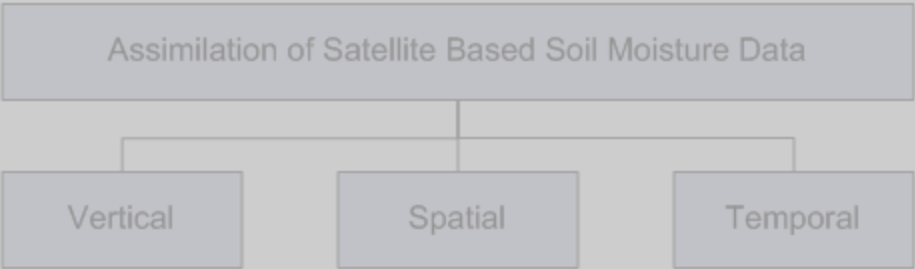 Assimilation of Satellite Based Soil Moisture Data
Vertical
Spatial
Temporal